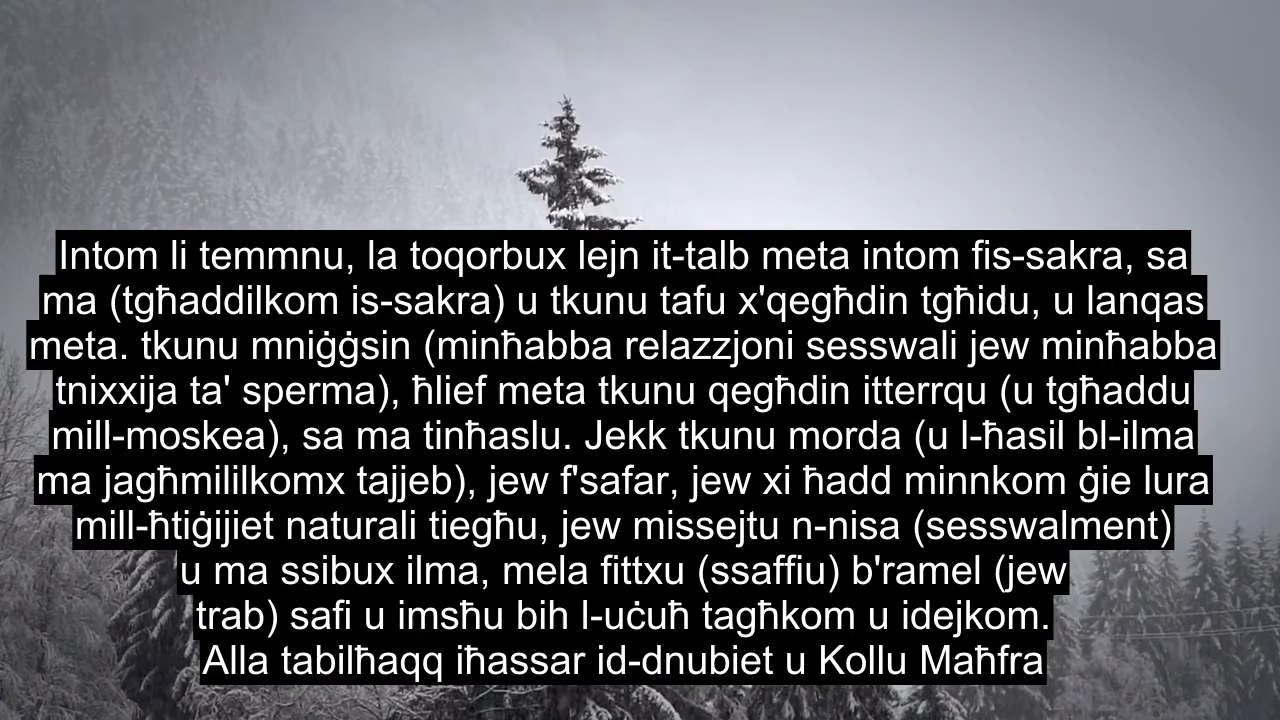 Intom li temmnu, la toqorbux lejn it-talb meta intom fis-sakra, sa
ma (tgħaddilkom is-sakra) u tkunu tafu x'qegħdin tgħidu, u lanqas
meta. tkunu mniġġsin (minħabba relazzjoni sesswali jew minħabba
tnixxija ta' sperma), ħlief meta tkunu qegħdin itterrqu (u tgħaddu
mill-moskea), sa ma tinħaslu. Jekk tkunu morda (u l-ħasil bl-ilma
ma jagħmililkomx tajjeb), jew f'safar, jew xi ħadd minnkom ġie lura
mill-ħtiġijiet naturali tiegħu, jew missejtu n-nisa (sesswalment)
u ma ssibux ilma, mela fittxu (ssaffiu) b'ramel (jew
trab) safi u imsħu bih l-uċuħ tagħkom u idejkom.
Alla tabilħaqq iħassar id-dnubiet u Kollu Maħfra